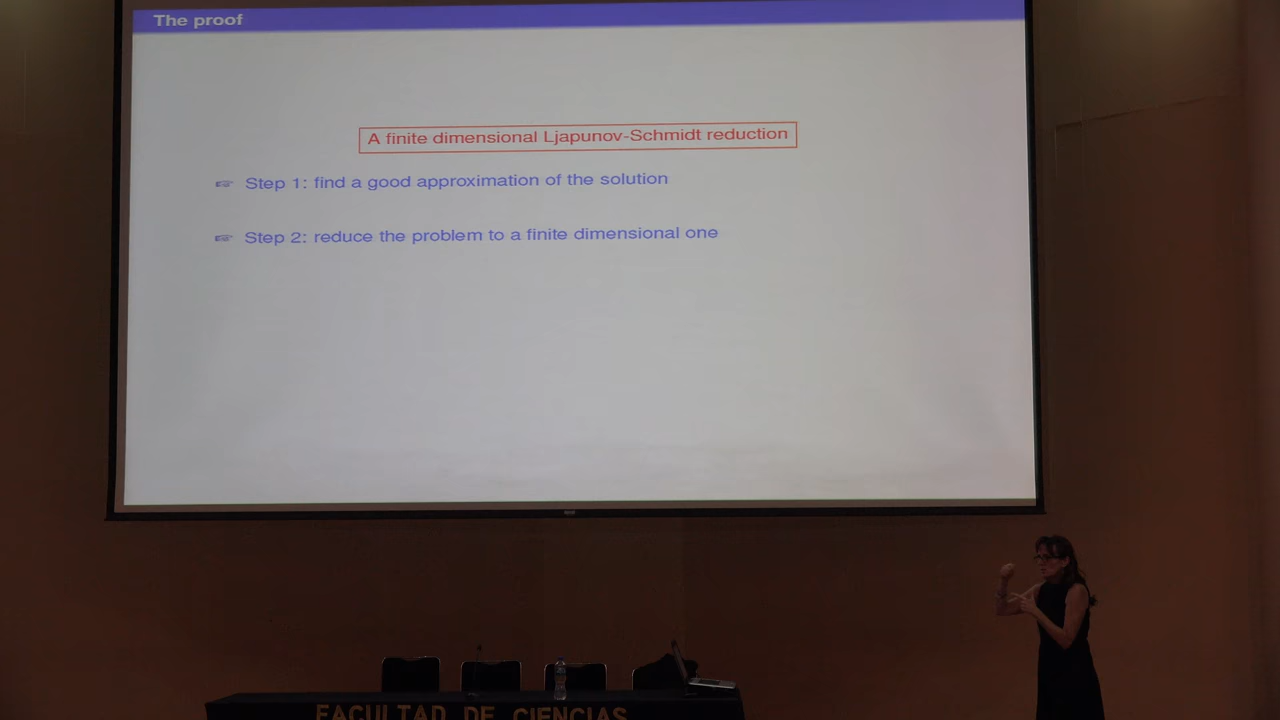 The proof
A finite dimensional Ljapunov-Schmidt reduction
Step 1: find a good approximation of the solution
Step 2: reduce the problem to a finite dimensional one
FACULTAD DE CIENCIAS